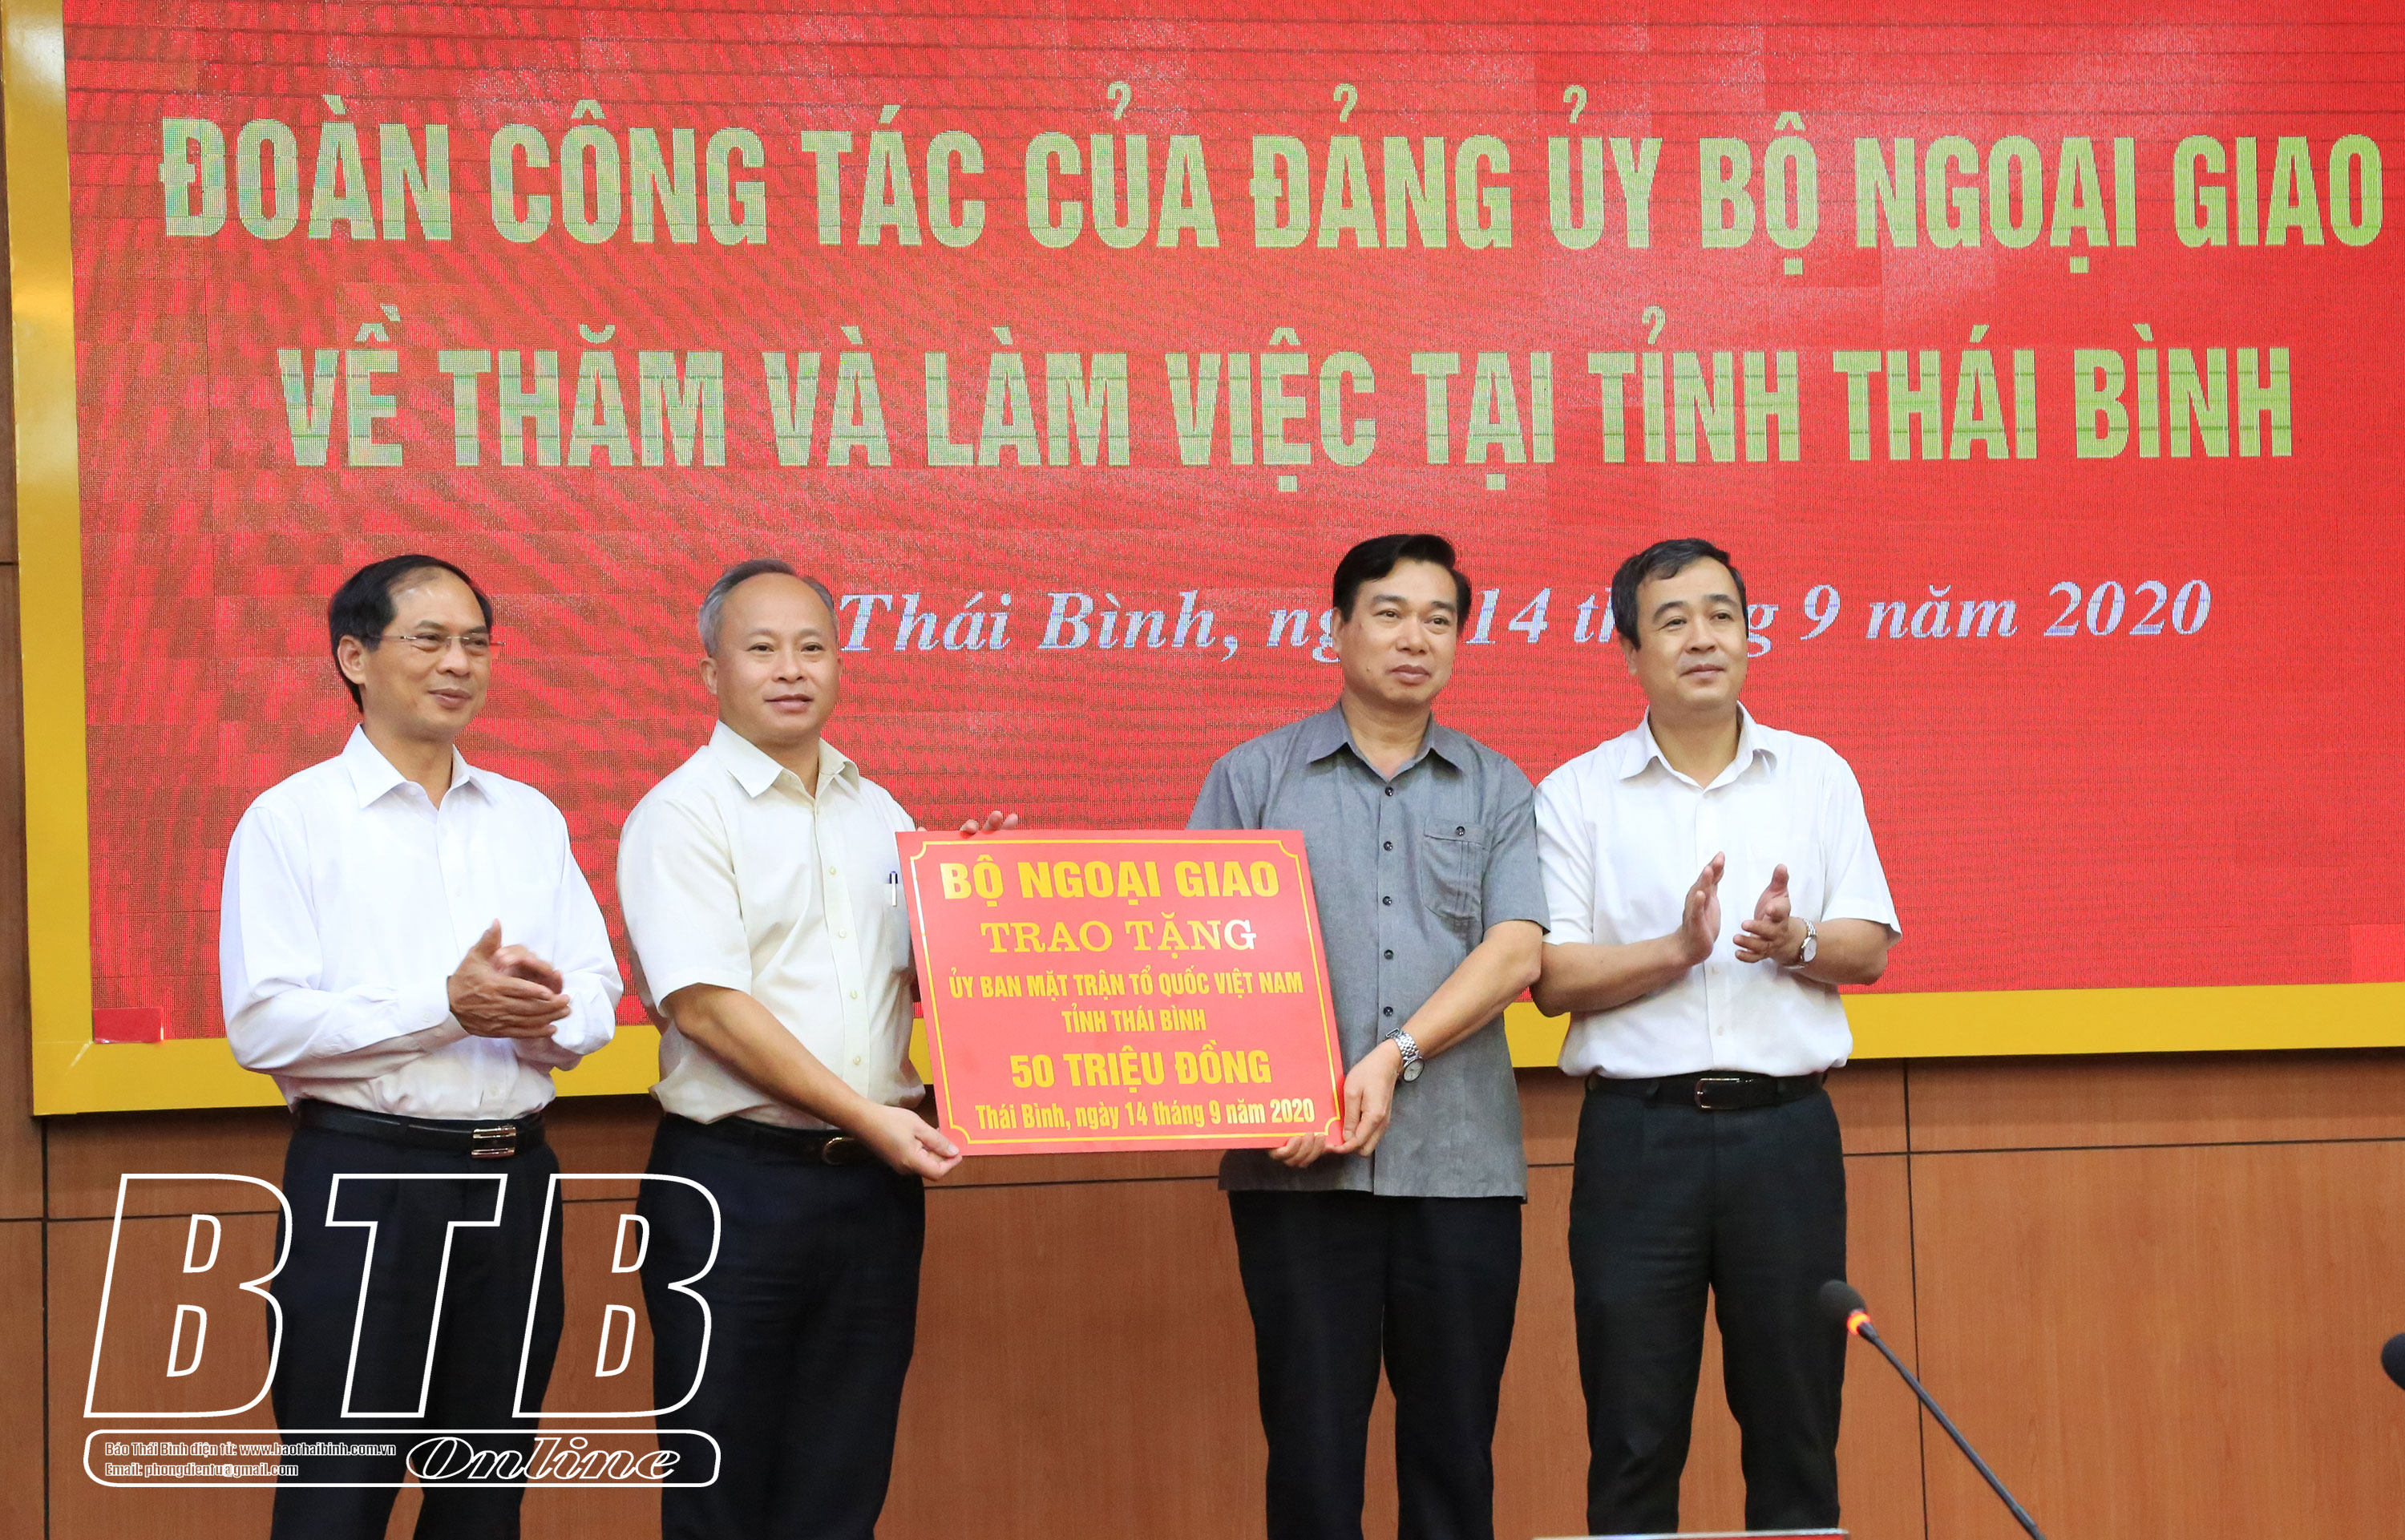 ĐOÀN CÔNG TÁC CỦA ĐẢNG ỦY BỘ NGOẠI GIAO
VỀ THĂM VÀ LÀM VIỆC TẠI TỈNH THÁI BÌNH
Thái Bình, 14 9 năm 2020
BỘ NGOẠI GIAO
TRAO TẶNG
ỦY BAN MẶT TRẬN TỔ QUỐC VIỆT NAM
TỈNH THÁI BÌNH
50 TRIỆU ĐỒNG
Thái Bình, ngày 14 tháng 9 năm 2020
BTB
Báo Thái Bình điện tử: www.baothaibinh.com.vn
Email: phongdientu@gmail.com
Online